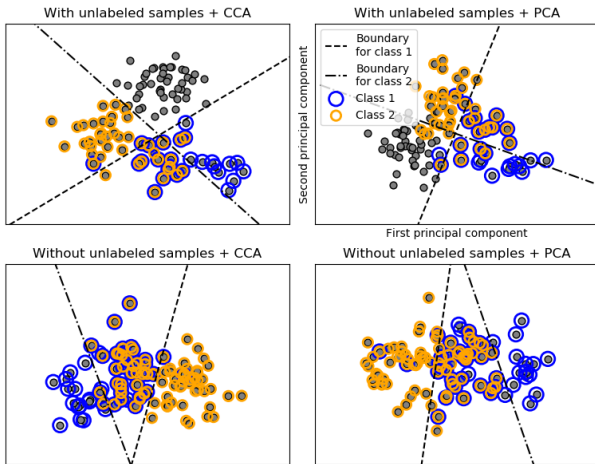 With unlabeled samples + CCA
With unlabeled samples + PCA
Second principal component
Boundary
for class 1
Boundary
for class 2
Class 1
Class 2
First principal component
Without unlabeled samples + CCA
Without unlabeled samples + PCA